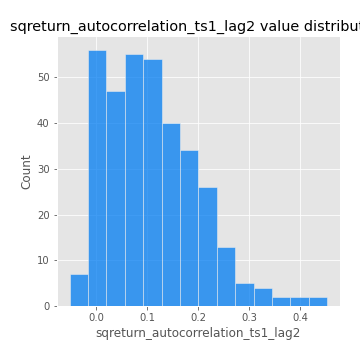 sqreturn_autocorrelation_ts1_lag2 value distribut
50
40
30
20
10
0
Count
0.0 0.1 0.2 0.3 0.4
sqreturn_autocorrelation_ts1_lag2